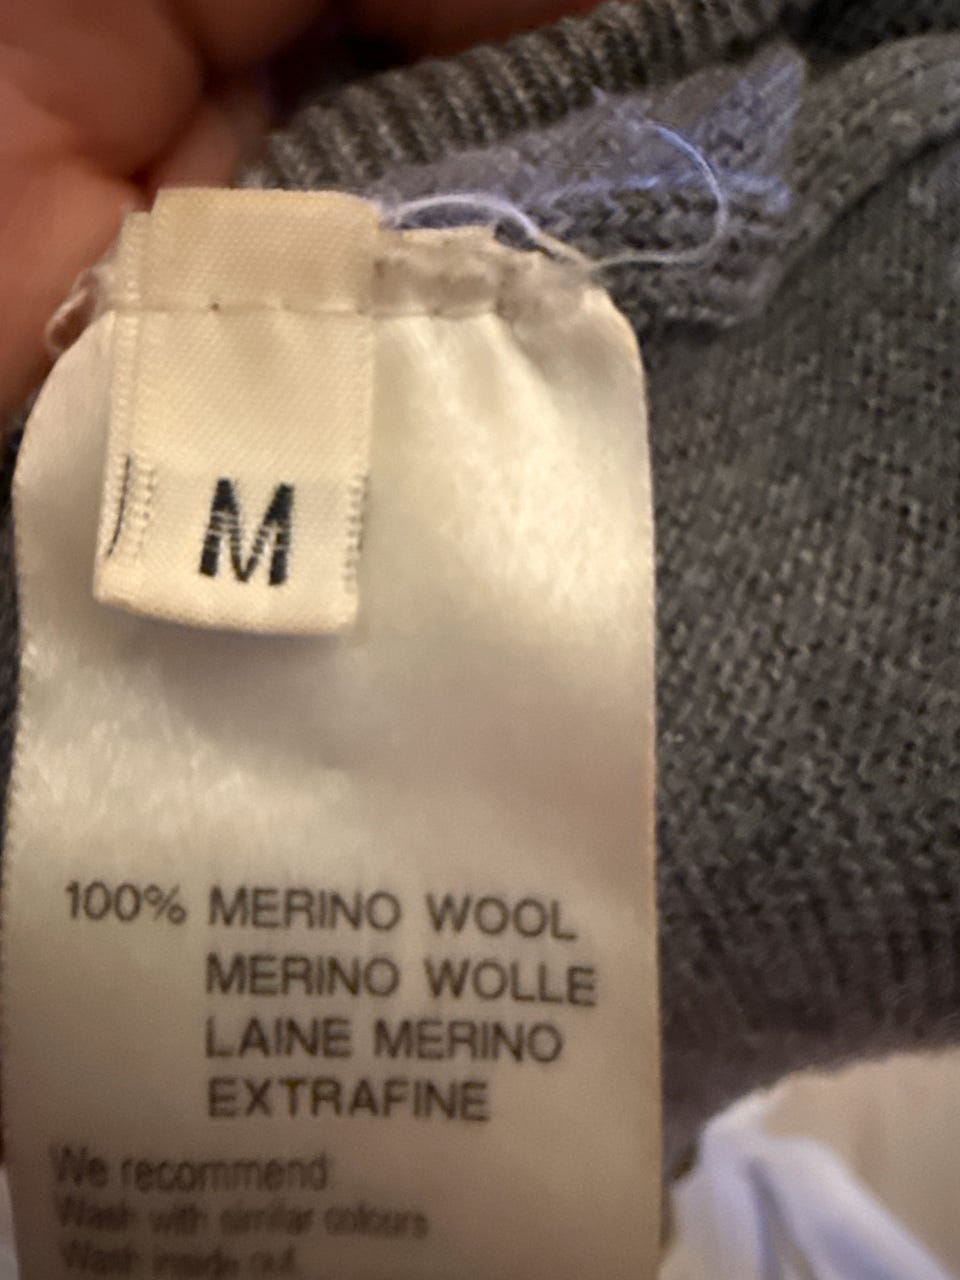 M
100% MERINO WOOL
MERINO WOLLE
LAINE MERINO
EXTRAFINE
We recommend
Wash with similar colours
Wash inside out